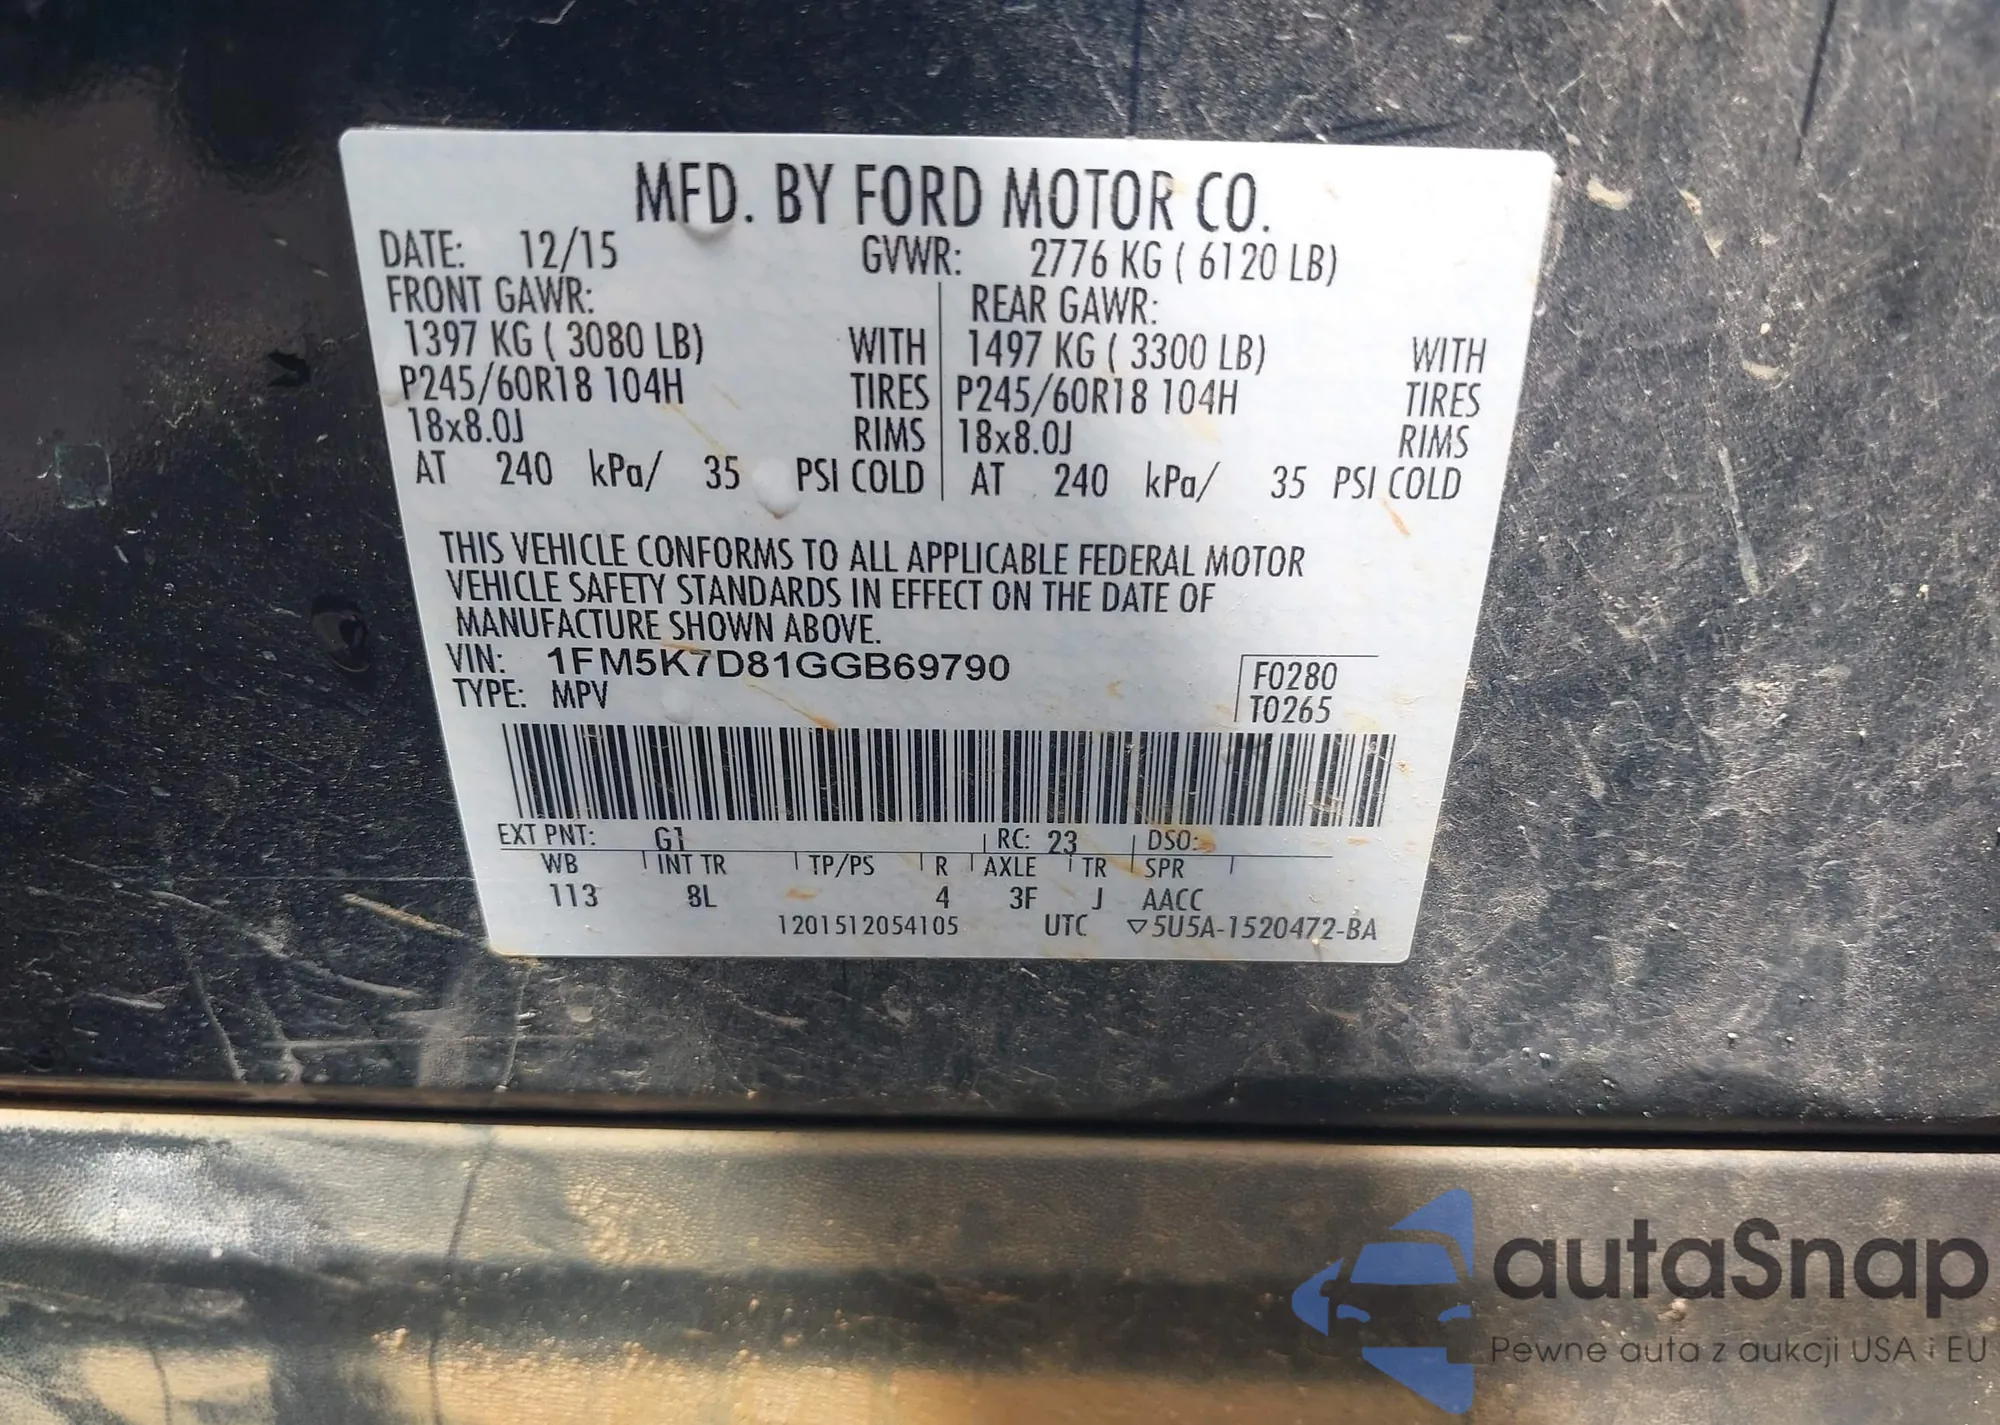 MFD. BY FORD MOTOR CO.
DATE: 12/15 GVWR: 2776 KG ( 6120 LB)
FRONT GAWR: REAR GAWR:
1397 KG ( 3080 LB) WITH 1497 KG ( 3300 LB) WITH
P245/60R18 104H TIRES P245/60R18 104H TIRES
18x8.0J RIMS 18x8.0J RIMS
AT 240 kPa/ 35 PSI COLD AT 240 kPa/ 35 PSI COLD
THIS VEHICLE CONFORMS TO ALL APPLICABLE FEDERAL MOTOR
VEHICLE SAFETY STANDARDS IN EFFECT ON THE DATE OF
MANUFACTURE SHOWN ABOVE.
VIN: 1FM5K7D81GGB69790 F0280
TYPE: MPV T0265
EXT PNT: G1 RC: 23 DSO:
WB INT TR TP/PS R AXLE TR SPR
113 8L 4 3F J AACC
1201512054105 UTC ▽5U5A-1520472-BA
autaSnap
Pewne auta z aukcji USA i EU